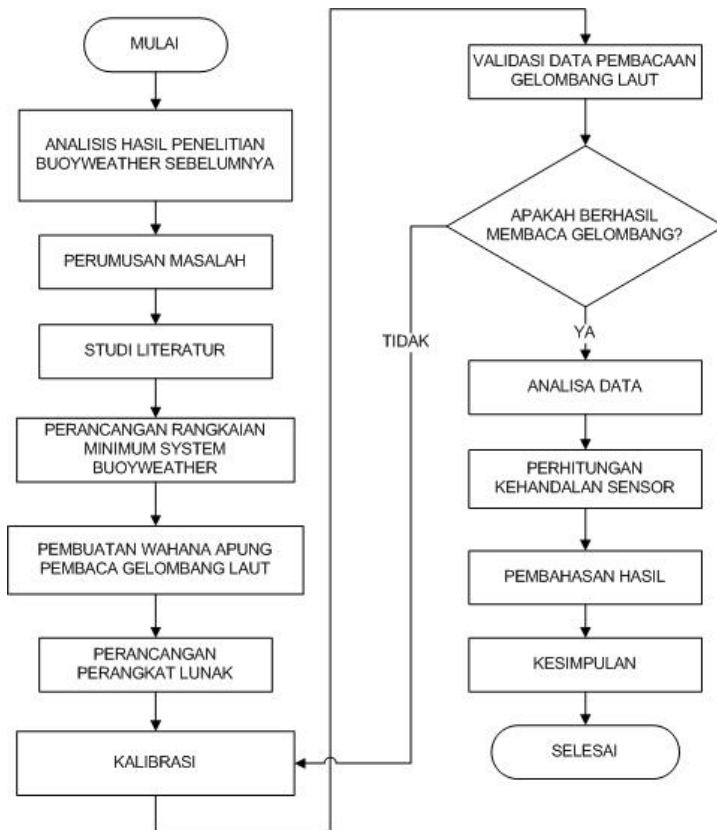 MULAI
ANALISIS HASIL PENELITIAN
BUOYWEATHER SEBELUMNYA
PERUMUSAN MASALAH
STUDI LITERATUR
PERANCANGAN RANGKAIAN
MINIMUM SYSTEM
BUOYWEATHER
PEMBUATAN WAHANA APUNG
PEMBACA GELOMBANG LAUT
PERANCANGAN
PERANGKAT LUNAK
KALIBRASI
VALIDASI DATA PEMBACAAN
GELOMBANG LAUT
APAKAH BERHASIL
MEMBACA GELOMBANG?
TIDAK
YA
ANALISA DATA
PERHITUNGAN
KEHANDALAN SENSOR
PEMBAHASAN HASIL
KESIMPULAN
SELESAI